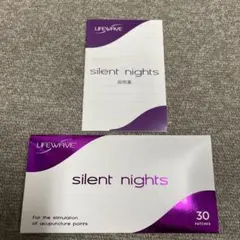 LIFEWAVE
silent nights
説明書
LIFEWAVE
silent nights
For the stimulation
of acupuncture points
30
patches